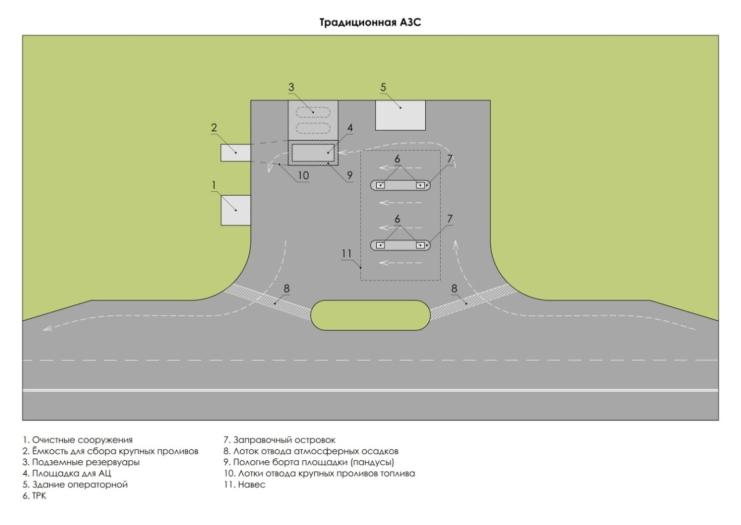 Традиционная АЗС
3
5
2
4
6
7
10
9
1
6
7
11
8
8
1. Очистные сооружения
2. Ёмкость для сбора крупных проливов
3. Подземные резервуары
4. Площадка для АЦ
5. Здание операторной
6. ТРК
7. Заправочный островок
8. Лоток отвода атмосферных осадков
9. Пологие борта площадки (пандусы)
10. Лотки отвода крупных проливов топлива
11. Навес